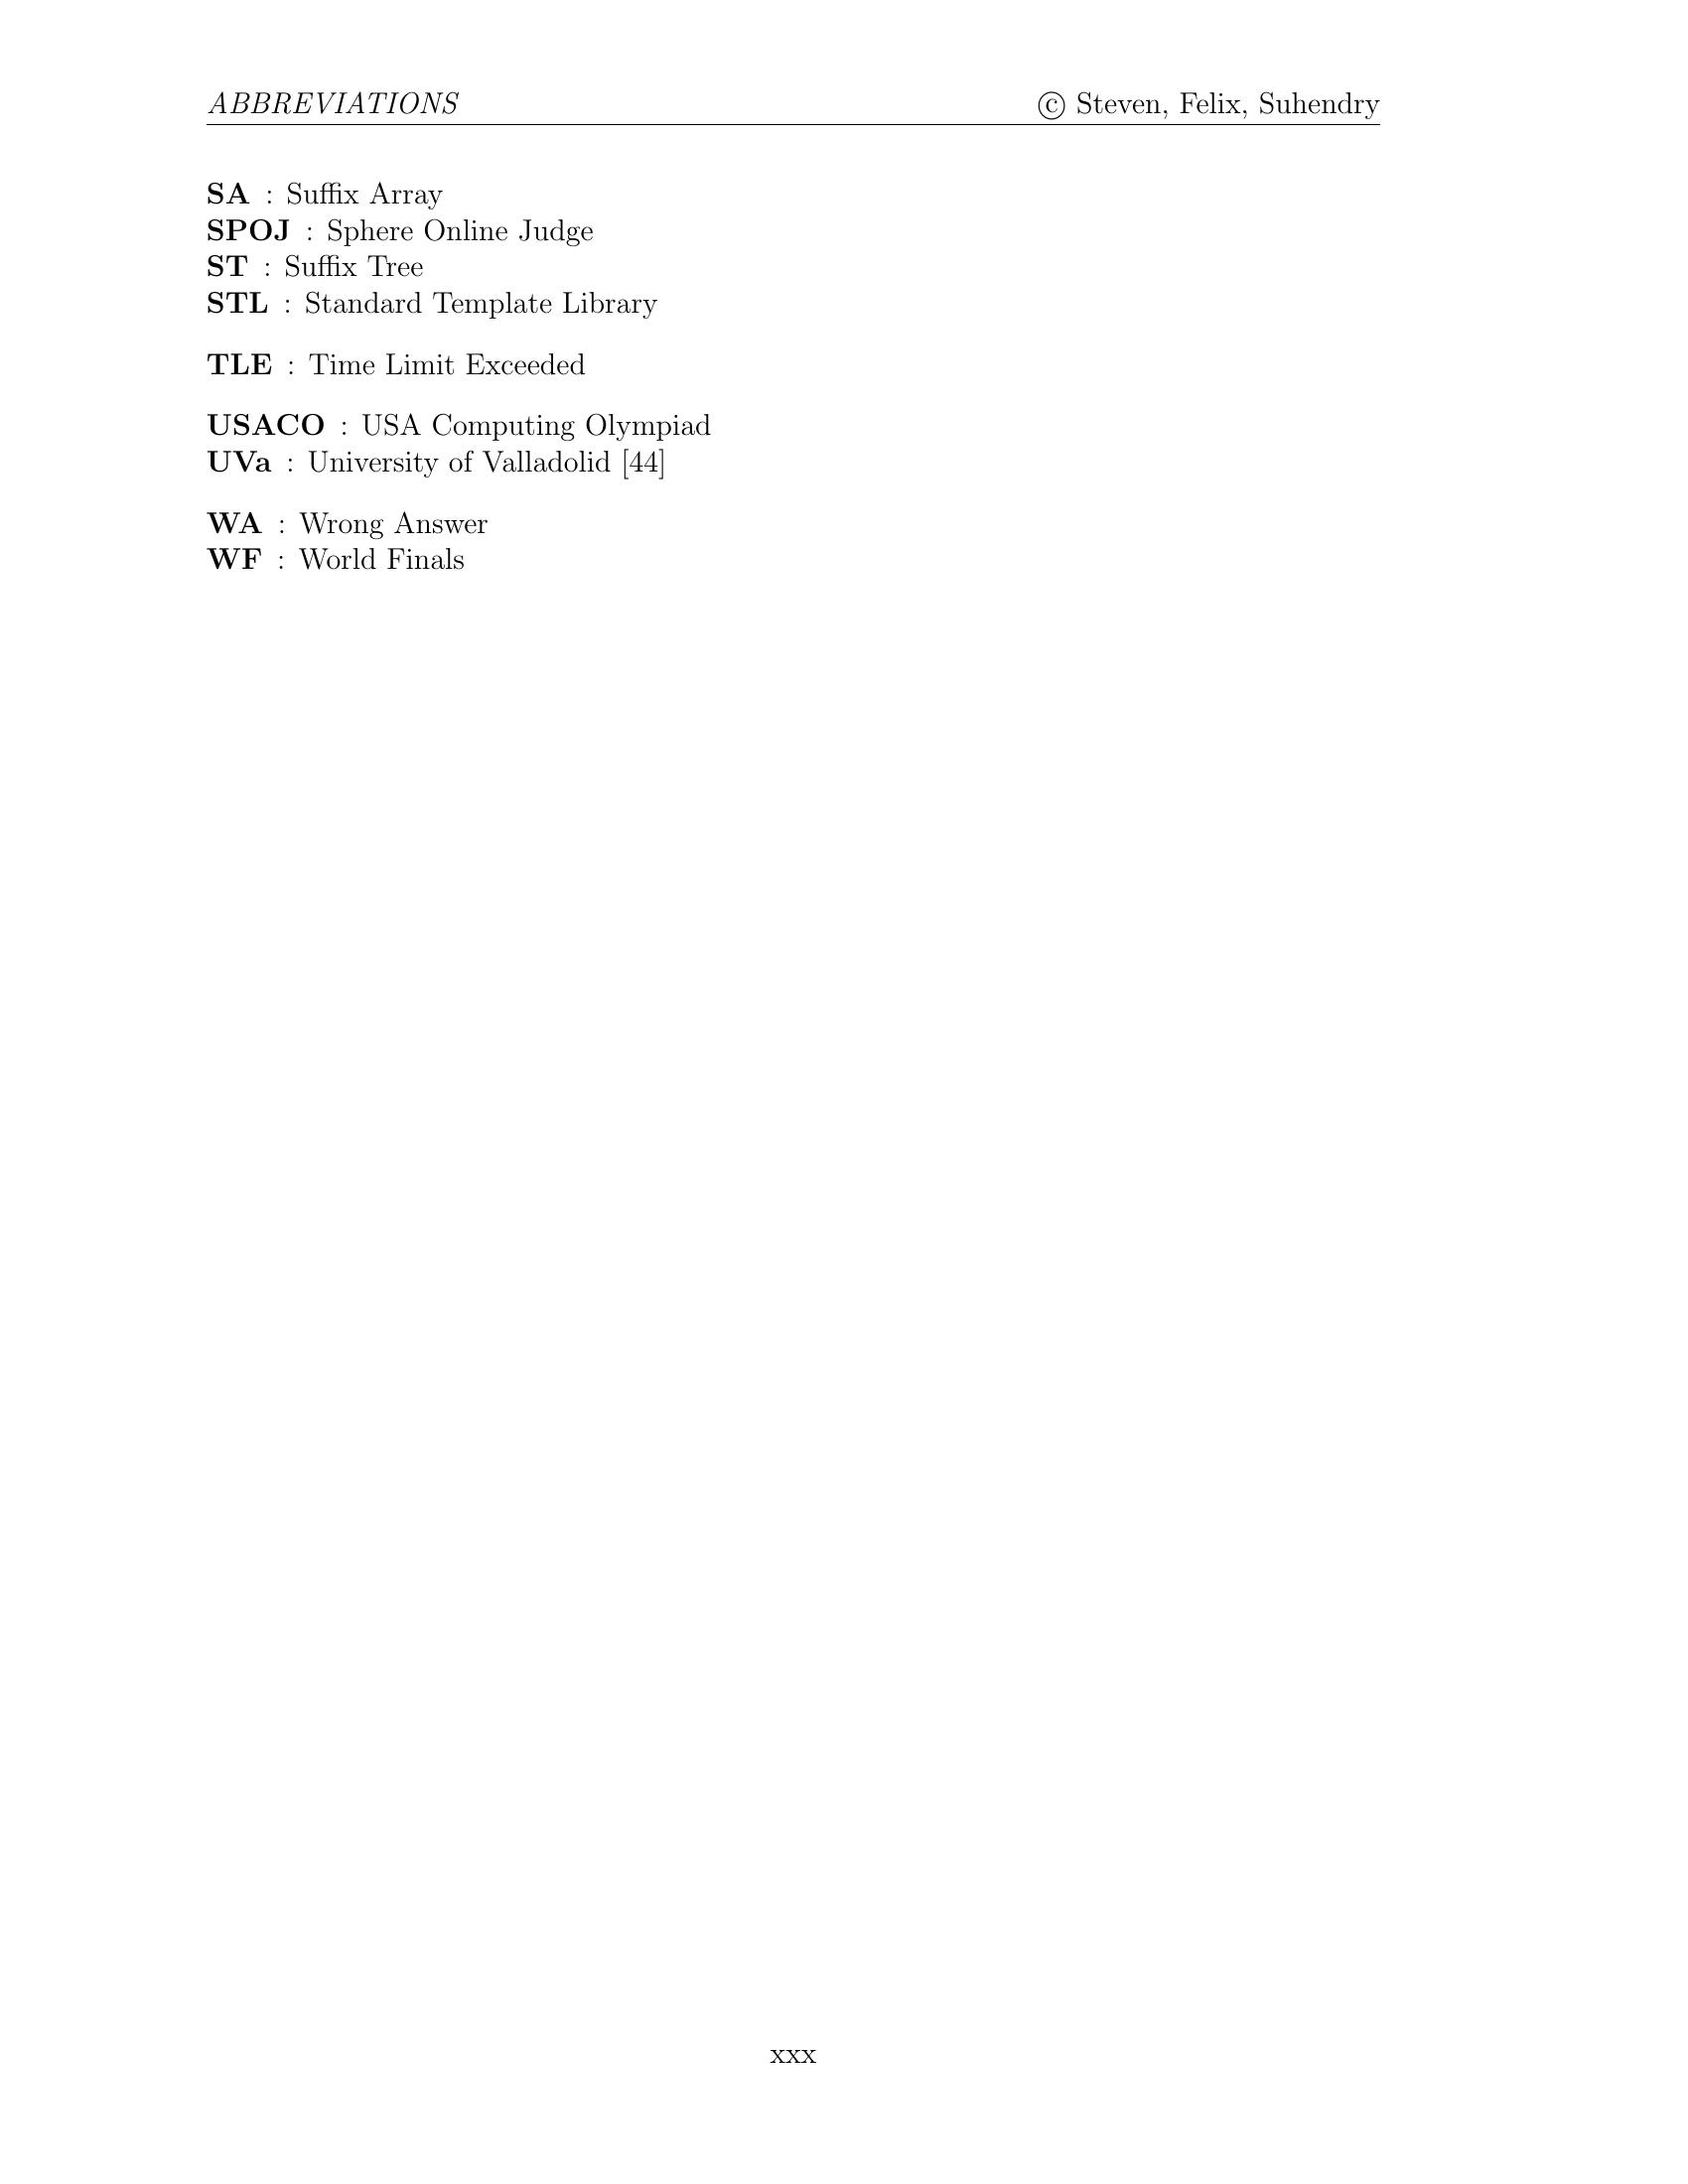 ABBREVIATIONS © Steven, Felix, Suhendry
SA : Suffix Array
SPOJ : Sphere Online Judge
ST : Suffix Tree
STL : Standard Template Library
TLE : Time Limit Exceeded
USACO : USA Computing Olympiad
UVa : University of Valladolid [44]
WA : Wrong Answer
WF : World Finals
xxx